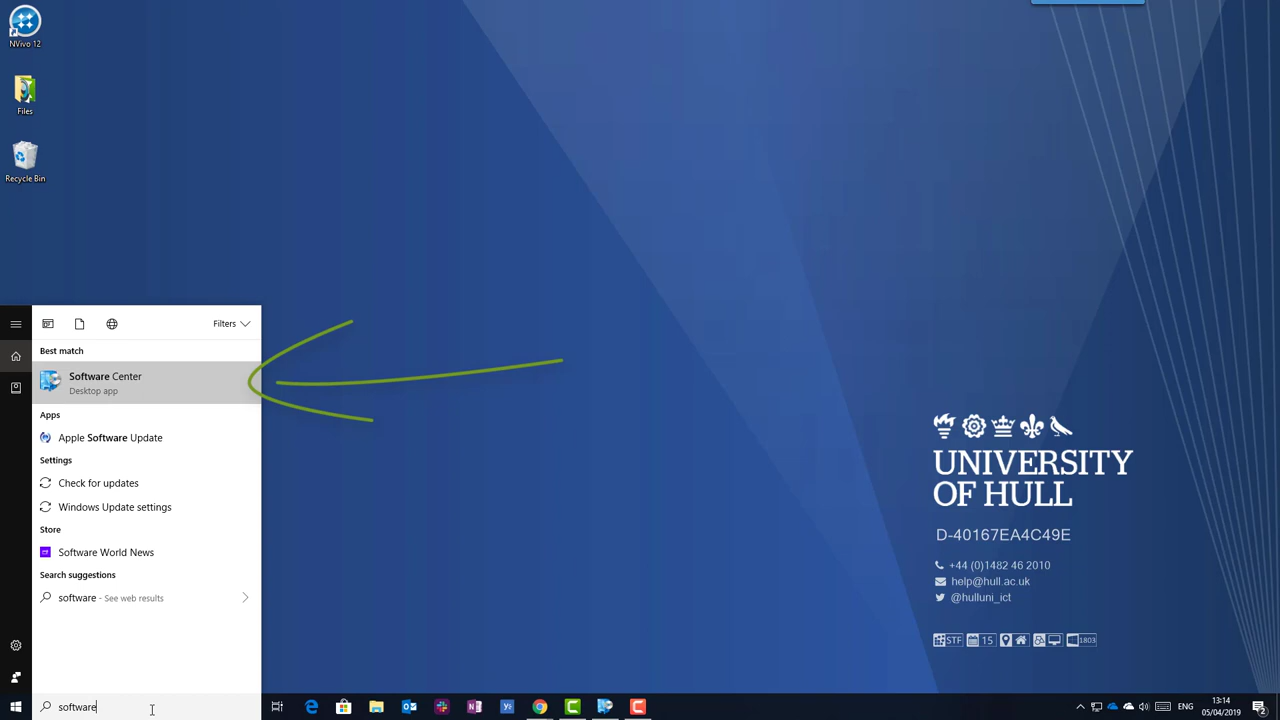 NVivo 12
Files
Recycle Bin
Filters
Best match
Software Center
Desktop app
Apps
Apple Software Update
Settings
Check for updates
Windows Update settings
Store
Software World News
Search suggestions
software - See web results
software
UNIVERSITY
OF HULL
D-40167EA4C49E
+44 (0)1482 46 2010
help@hull.ac.uk
@hulluni_ict
STF 15 1803
ENG
13:14
05/04/2019
2